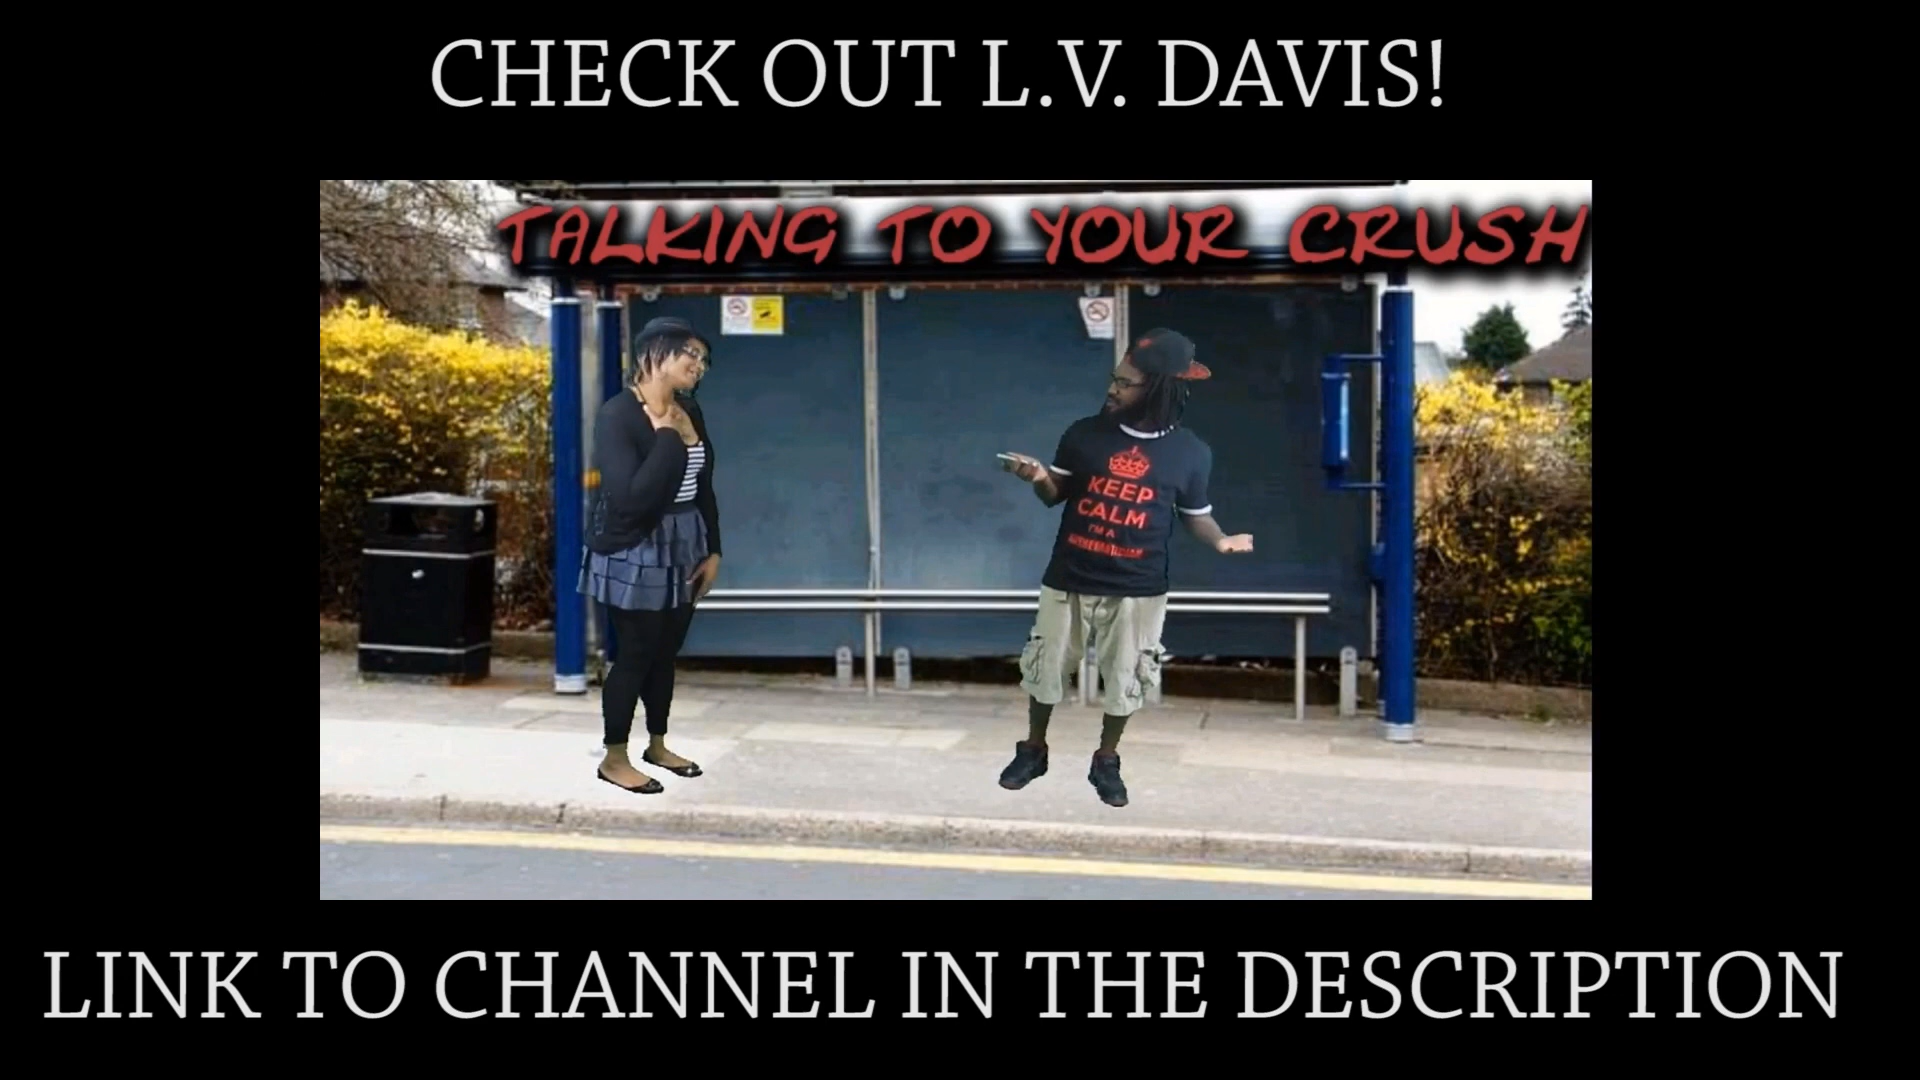 CHECK OUT L.V. DAVIS!
TALKING TO YOUR CRUSH
KEEP
CALM
I'M A
LINK TO CHANNEL IN THE DESCRIPTION